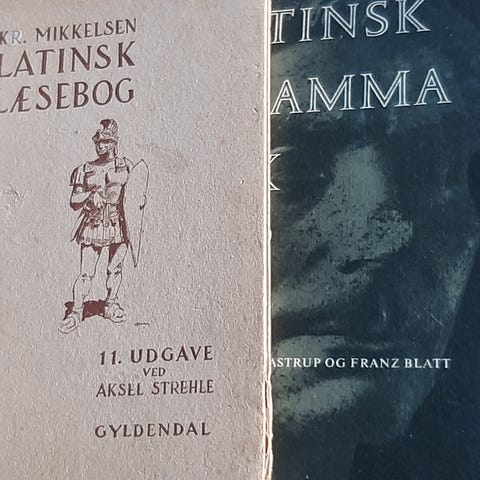 KR. MIKKELSEN
LATINSK
LÆSEBOG
11. UDGAVE
VED
AKSEL STREHLE
GYLDENDAL
TINSK
AMMA
K
ASTRUP OG FRANZ BLATT